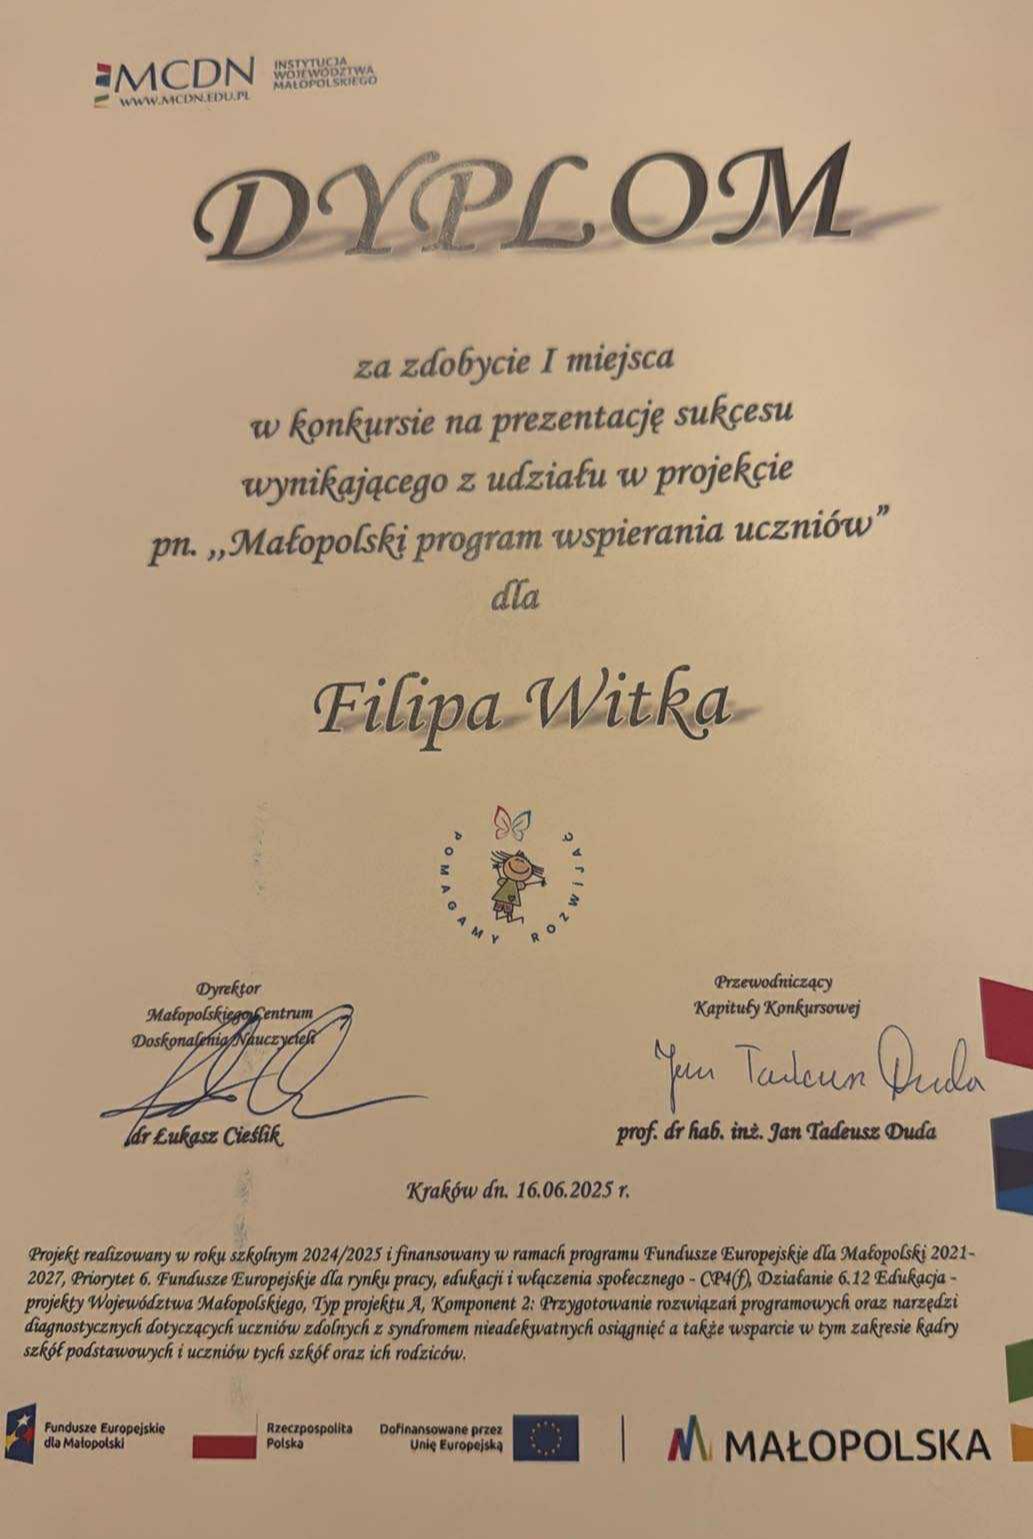 MCDN
WWW.MCDN.EDU.PL
INSTYTUCJA
WOJEWÓDZTWA
MAŁOPOLSKIEGO
DYPLOM
za zdobycie I miejsca
w konkursie na prezentację sukcesu
wynikającego z udziału w projekcie
pn. ,,Małopolski program wspierania uczniów”
dla
Filipa Witka
POMAGAMY ROZWIJAĆ
Dyrektor
Małopolskiego Centrum
Doskonalenia Nauczycieli
dr Łukasz Cieślik
Przewodniczący
Kapituły Konkursowej
Jan Tadeusz Duda
prof. dr hab. inż. Jan Tadeusz Duda
Kraków dn. 16.06.2025 r.
Projekt realizowany w roku szkolnym 2024/2025 i finansowany w ramach programu Fundusze Europejskie dla Małopolski 2021-
2027, Priorytet 6. Fundusze Europejskie dla rynku pracy, edukacji i włączenia społecznego - CP4(f), Działanie 6.12 Edukacja -
projekty Województwa Małopolskiego, Typ projektu A, Komponent 2: Przygotowanie rozwiązań programowych oraz narzędzi
diagnostycznych dotyczących uczniów zdolnych z syndromem nieadekwatnych osiągnięć a także wsparcie w tym zakresie kadry
szkół podstawowych i uczniów tych szkół oraz ich rodziców.
Fundusze Europejskie
dla Małopolski
Rzeczpospolita
Polska
Dofinansowane przez
Unię Europejską
MAŁOPOLSKA